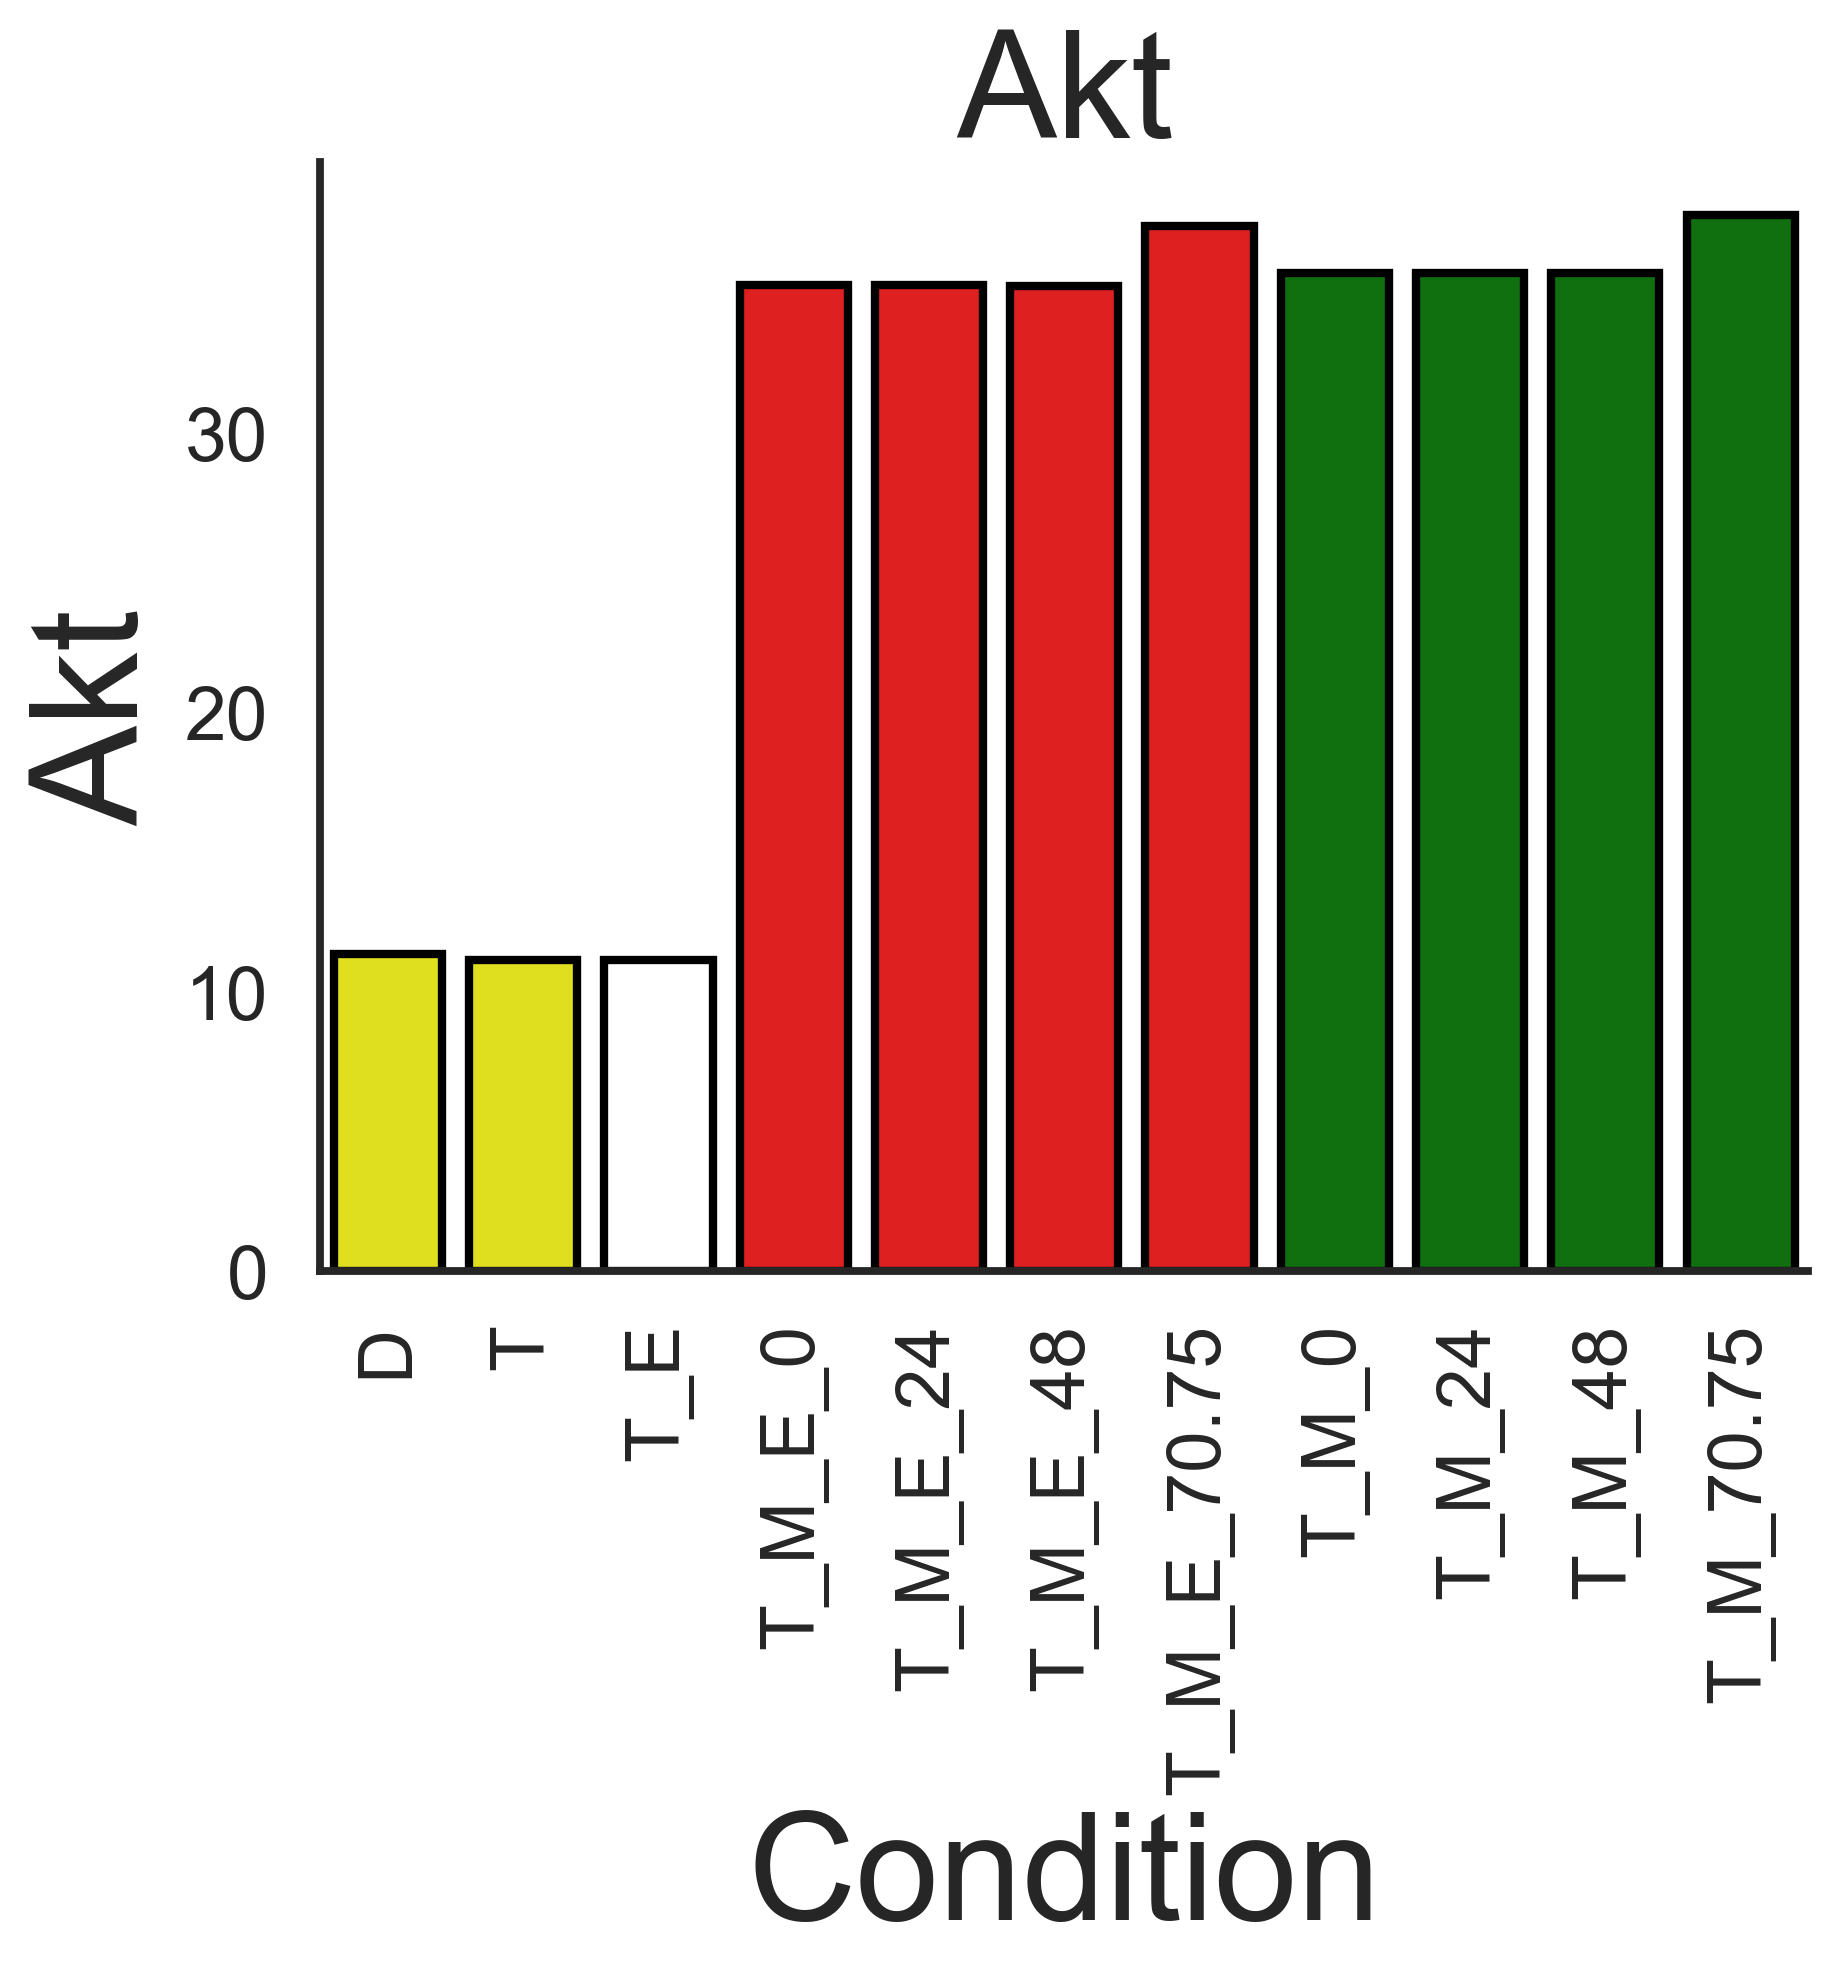 Akt
Akt
30
20
10
0
D
T
T_E
T_M_E_0
T_M_E_24
T_M_E_48
T_M_E_70.75
T_M_0
T_M_24
T_M_48
T_M_70.75
Condition